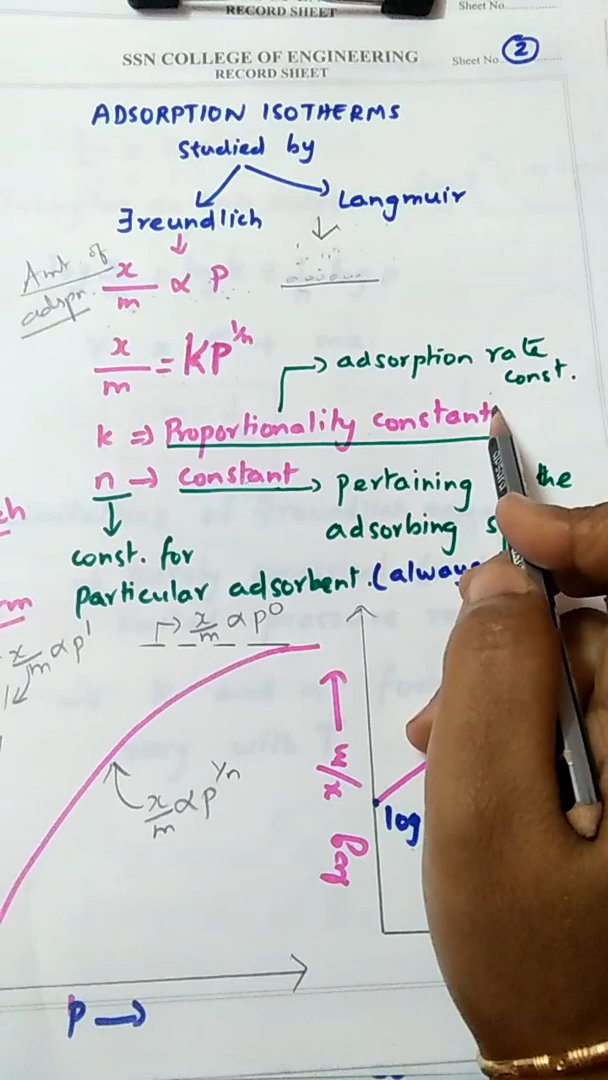 RECORD SHEET
Sheet No.
SSN COLLEGE OF ENGINEERING
RECORD SHEET
Sheet No. 2
ADSORPTION ISOTHERMS
Studied by
Freundlich
Langmuir
Amt. of adspn.
x/m ∝ P
x/m = kP^1/n
adsorption rate const.
k => Proportionality constant
n → constant → pertaining the
adsorbing s
const. for
particular adsorbent. (always
ch
m
x/m ∝ p^1
x/m ∝ p^0
x/m ∝ p^1/n
log x/m
log
P →